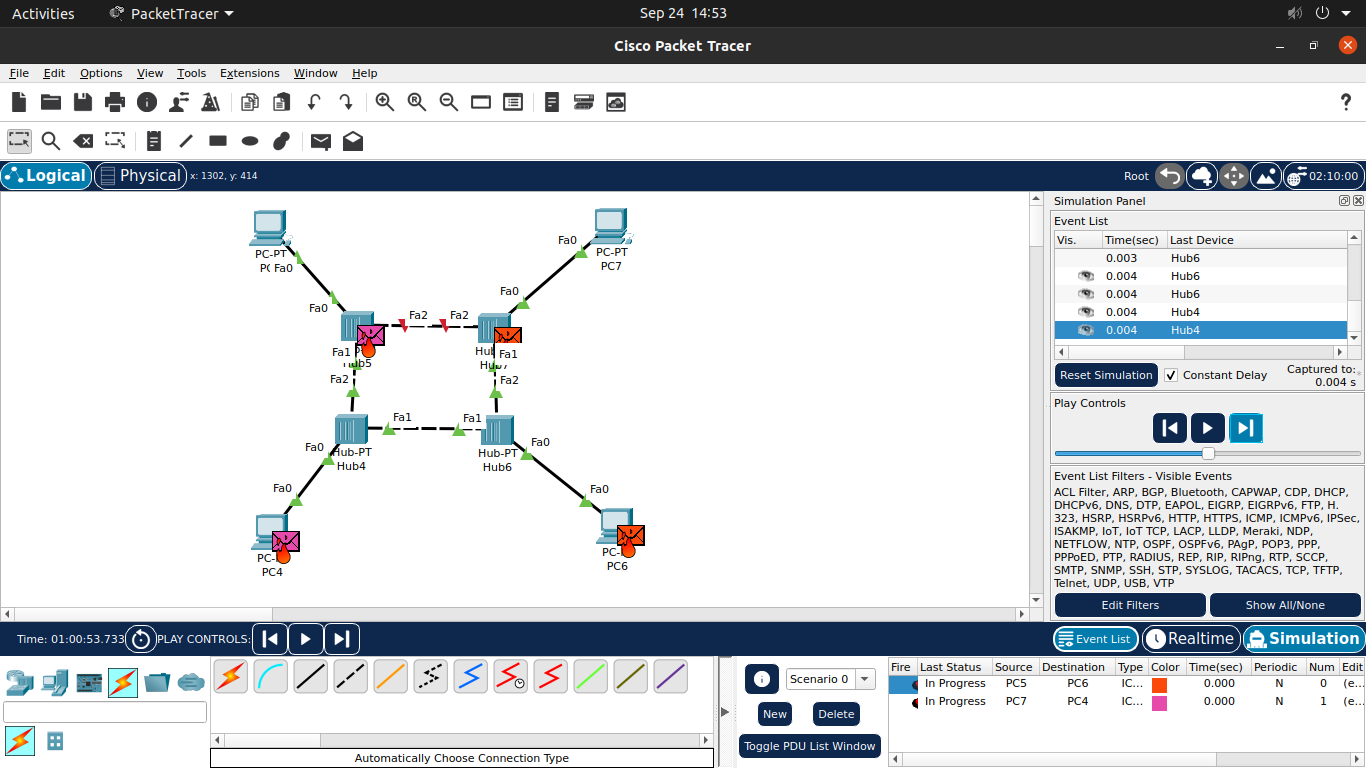 Activities
PacketTracer
Sep 24 14:53
Cisco Packet Tracer
File Edit Options View Tools Extensions Window Help
Logical
Physical
x: 1302, y: 414
Root
02:10:00
PC-PT
Fa0
Fa0
PC-PT
PC7
Fa0
Fa0
Fa0
Fa2
Fa2
Fa1
Hub5
Fa1
Fa2
Fa2
Fa1
Fa1
Fa0
Hub-PT
Hub4
Hub-PT
Hub6
Fa0
Fa0
Fa0
PC4
PC6
Simulation Panel
Event List
Vis. Time(sec) Last Device
0.003 Hub6
0.004 Hub6
0.004 Hub6
0.004 Hub4
0.004 Hub4
Reset Simulation
Constant Delay
Captured to:
0.004 s
Play Controls
Event List Filters - Visible Events
ACL Filter, ARP, BGP, Bluetooth, CAPWAP, CDP, DHCP,
DHCPv6, DNS, DTP, EAPOL, EIGRP, EIGRPv6, FTP, H.
323, HSRP, HSRPv6, HTTP, HTTPS, ICMP, ICMPv6, IPSec,
ISAKMP, IoT, IoT TCP, LACP, LLDP, Meraki, NDP,
NETFLOW, NTP, OSPF, OSPFv6, PAgP, POP3, PPP,
PPPoED, PTP, RADIUS, REP, RIP, RIPng, RTP, SCCP,
SMTP, SNMP, SSH, STP, SYSLOG, TACACS, TCP, TFTP,
Telnet, UDP, USB, VTP
Edit Filters
Show All/None
Time: 01:00:53.733
PLAY CONTROLS:
Event List
Realtime
Simulation
Automatically Choose Connection Type
Scenario 0
New
Delete
Toggle PDU List Window
Fire Last Status Source Destination Type Color Time(sec) Periodic Num Edit
In Progress PC5 PC6 IC... 0.000 N 0 (e...
In Progress PC7 PC4 IC... 0.000 N 1 (e...